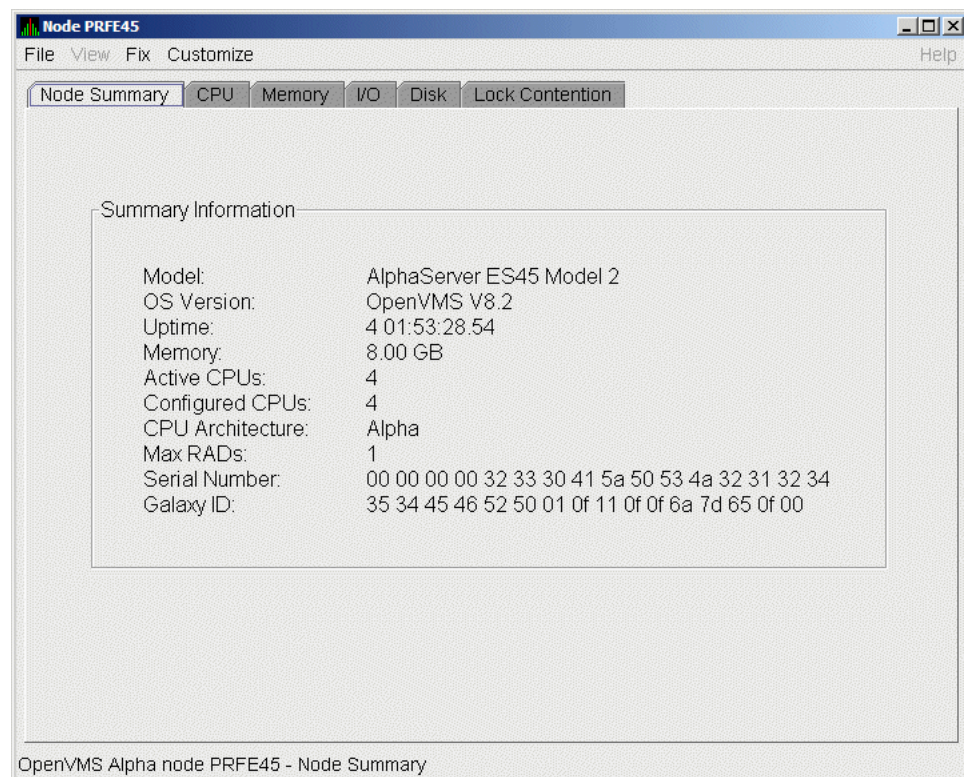 Node PRFE45
File View Fix Customize Help
Node Summary CPU Memory I/O Disk Lock Contention
Summary Information
Model: AlphaServer ES45 Model 2
OS Version: OpenVMS V8.2
Uptime: 4 01:53:28.54
Memory: 8.00 GB
Active CPUs: 4
Configured CPUs: 4
CPU Architecture: Alpha
Max RADs: 1
Serial Number: 00 00 00 00 32 33 30 41 5a 50 53 4a 32 31 32 34
Galaxy ID: 35 34 45 46 52 50 01 0f 11 0f 0f 6a 7d 65 0f 00
OpenVMS Alpha node PRFE45 - Node Summary